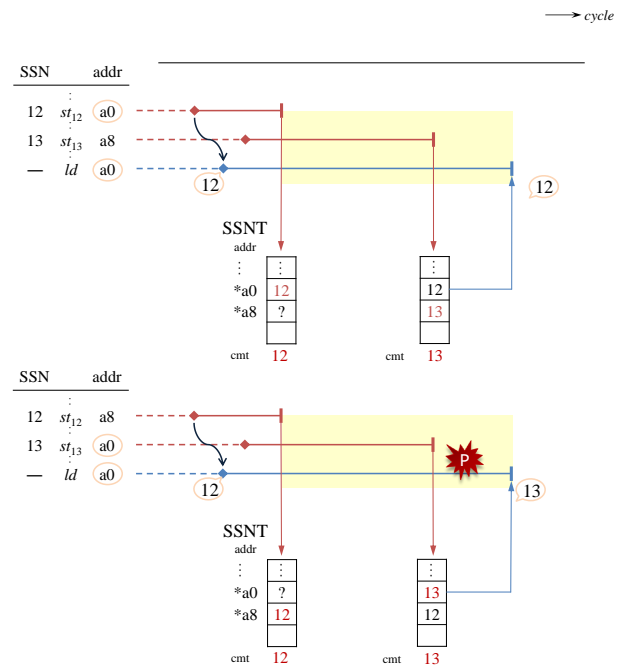 cycle
SSN addr
⋮
12 st12 a0
13 st13 a8
⋮
— ld a0
12
12
SSNT
addr
⋮ ⋮ ⋮
*a0 12 12
*a8 ? 13
cmt 12 cmt 13
SSN addr
⋮
12 st12 a8
13 st13 a0
⋮
P
— ld a0
12
13
SSNT
addr
⋮ ⋮ ⋮
*a0 ? 13
*a8 12 12
cmt 12 cmt 13